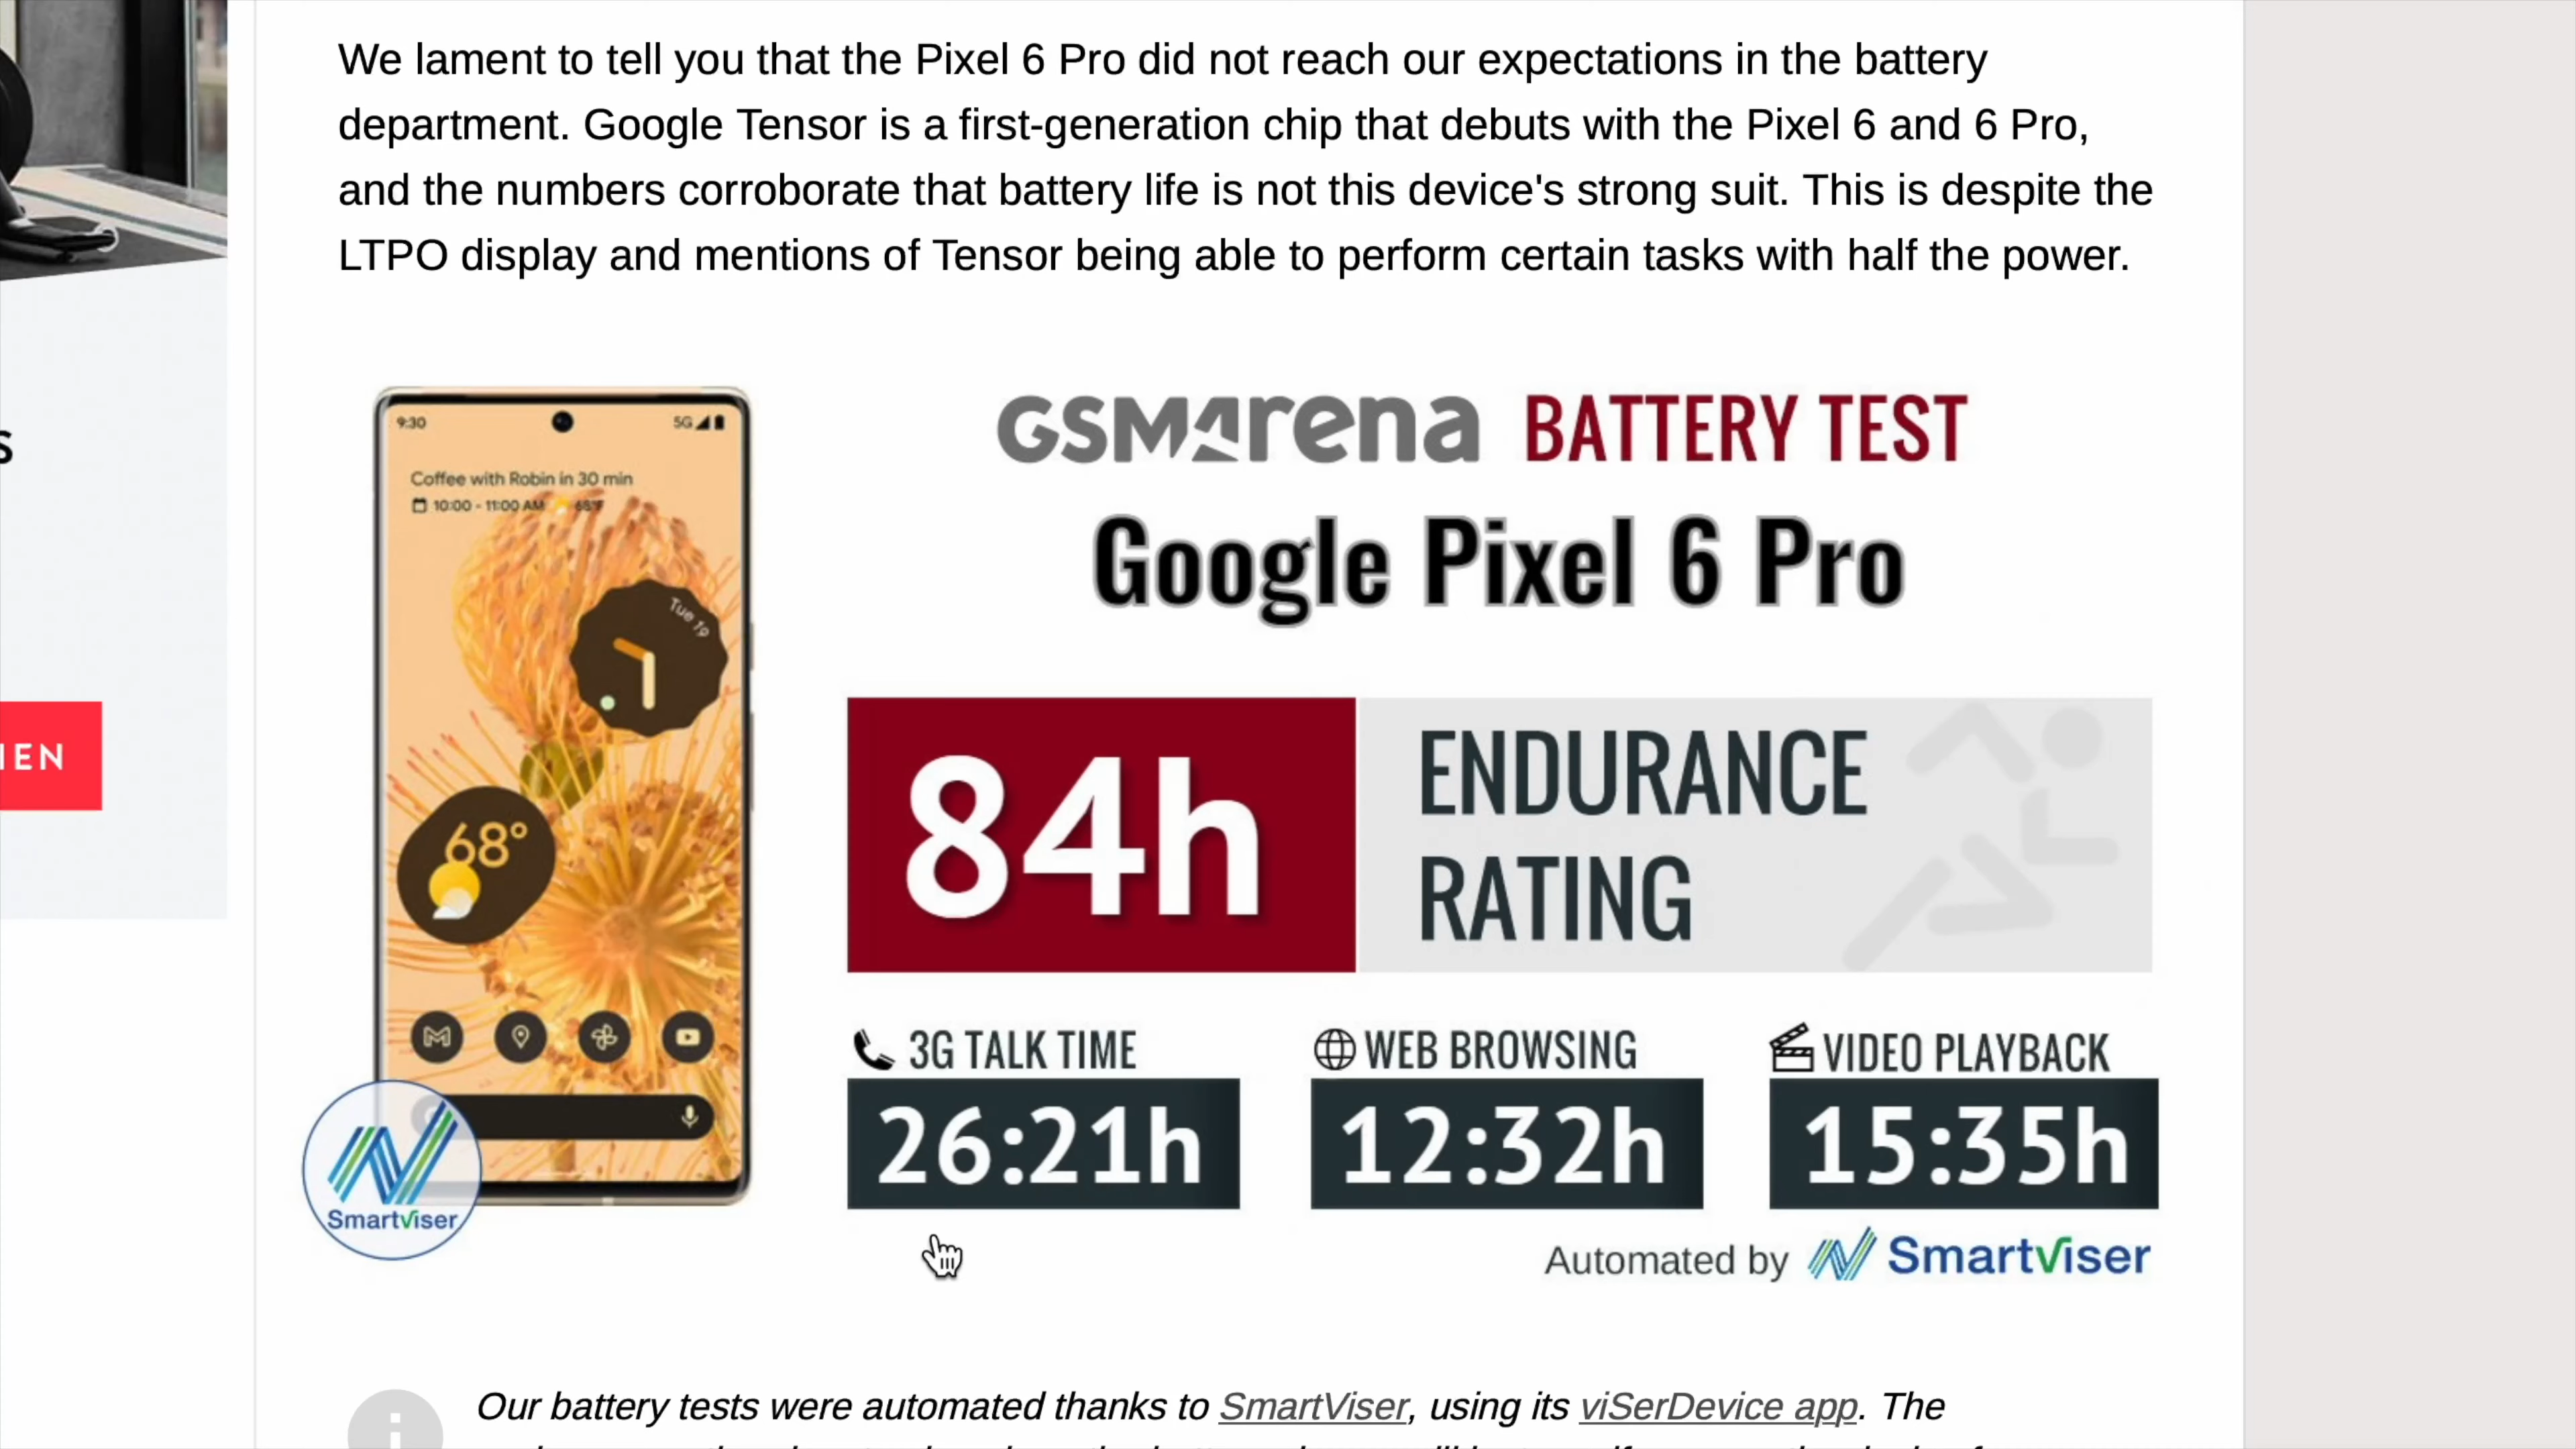 We lament to tell you that the Pixel 6 Pro did not reach our expectations in the battery
department. Google Tensor is a first-generation chip that debuts with the Pixel 6 and 6 Pro,
and the numbers corroborate that battery life is not this device's strong suit. This is despite the
LTPO display and mentions of Tensor being able to perform certain tasks with half the power.
S
IEN
9:30
5G
Coffee with Robin in 30 min
10:00 - 11:00 AM 68°F
Tue 19
68°
Smartviser
GSMArena BATTERY TEST
Google Pixel 6 Pro
84h
ENDURANCE
RATING
3G TALK TIME
26:21h
WEB BROWSING
12:32h
VIDEO PLAYBACK
15:35h
Automated by Smartviser
Our battery tests were automated thanks to SmartViser, using its viSerDevice app. The